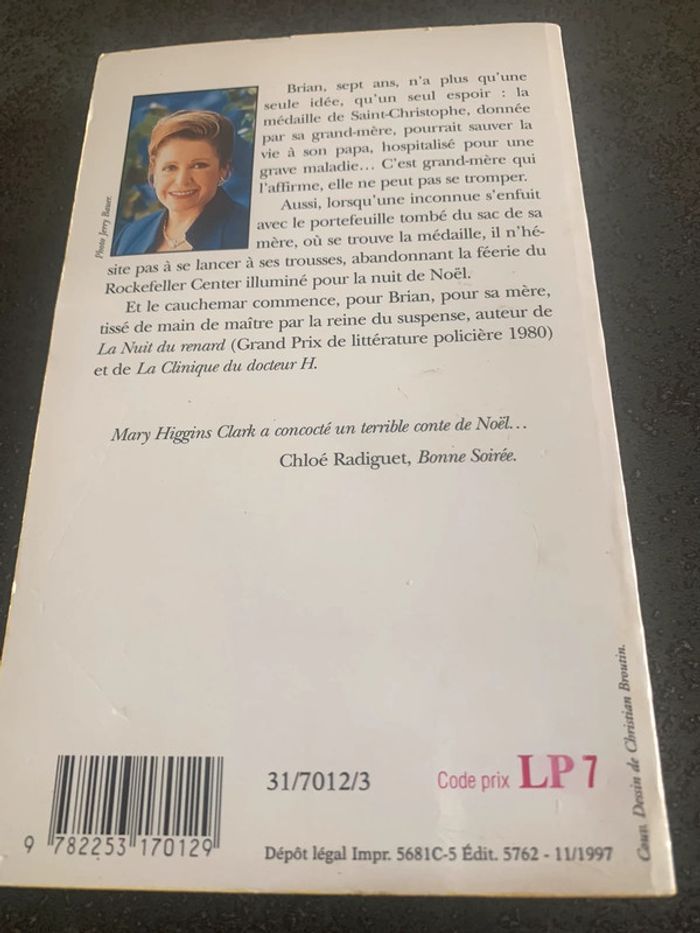 Brian, sept ans, n'a plus qu'une
seule idée, qu'un seul espoir : la
médaille de Saint-Christophe, donnée
par sa grand-mère, pourrait sauver la
vie à son papa, hospitalisé pour une
grave maladie... C'est grand-mère qui
l'affirme, elle ne peut pas se tromper.
Aussi, lorsqu'une inconnue s'enfuit
avec le portefeuille tombé du sac de sa
mère, où se trouve la médaille, il n'hé-
site pas à se lancer à ses trousses, abandonnant la féerie du
Rockefeller Center illuminé pour la nuit de Noël.
Et le cauchemar commence, pour Brian, pour sa mère,
tissé de main de maître par la reine du suspense, auteur de
La Nuit du renard (Grand Prix de littérature policière 1980)
et de La Clinique du docteur H.
Photo Jerry Bauer.
Mary Higgins Clark a concocté un terrible conte de Noël...
Chloé Radiguet, Bonne Soirée.
Couv. Dessin de Christian Broutin.
31/7012/3
Code prix LP 7
9 782253 170129
Dépôt légal Impr. 5681C-5 Édit. 5762 - 11/1997